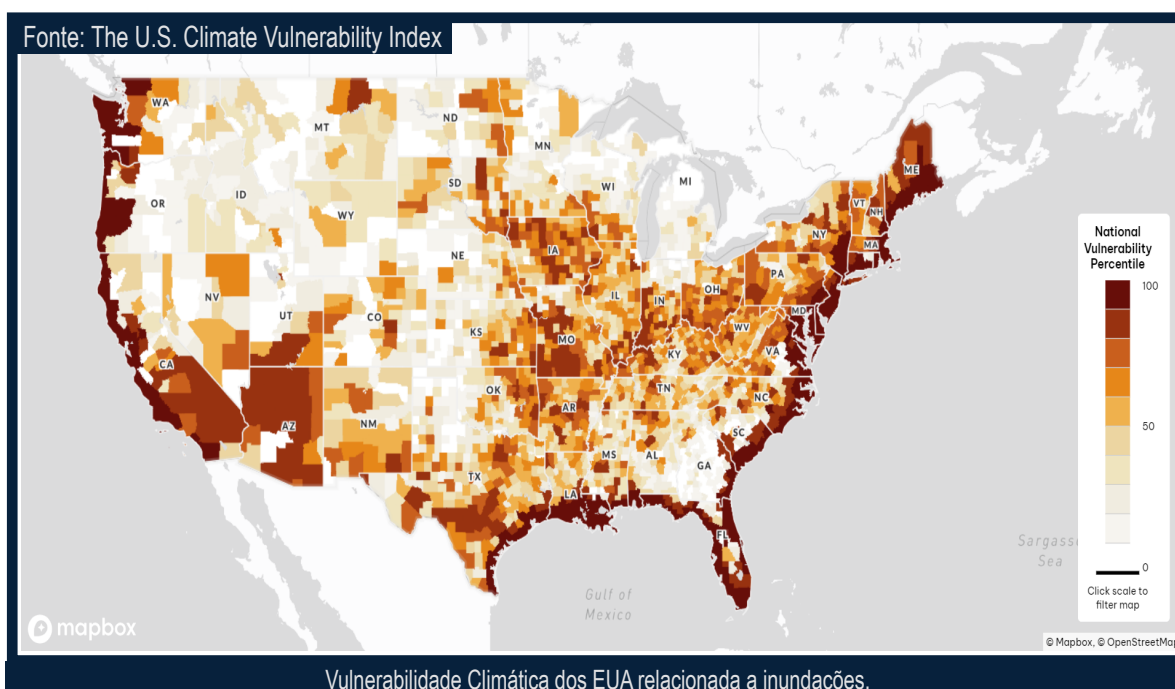 Fonte: The U.S. Climate Vulnerability Index
WA
MT
ND
MN
OR
ID
SD
WI
MI
WY
ME
VT
NH
NY
MA
IA
NE
PA
NV
UT
CO
IL
IN
OH
MD
WV
KS
MO
VA
CA
KY
OK
TN
NC
AZ
NM
AR
SC
MS
AL
GA
TX
LA
FL
Gulf of
Mexico
Sargass
Sea
National
Vulnerability
Percentile
100
50
0
Click scale to
filter map
mapbox
© Mapbox, © OpenStreetMap
Vulnerabilidade Climática dos EUA relacionada a inundações.